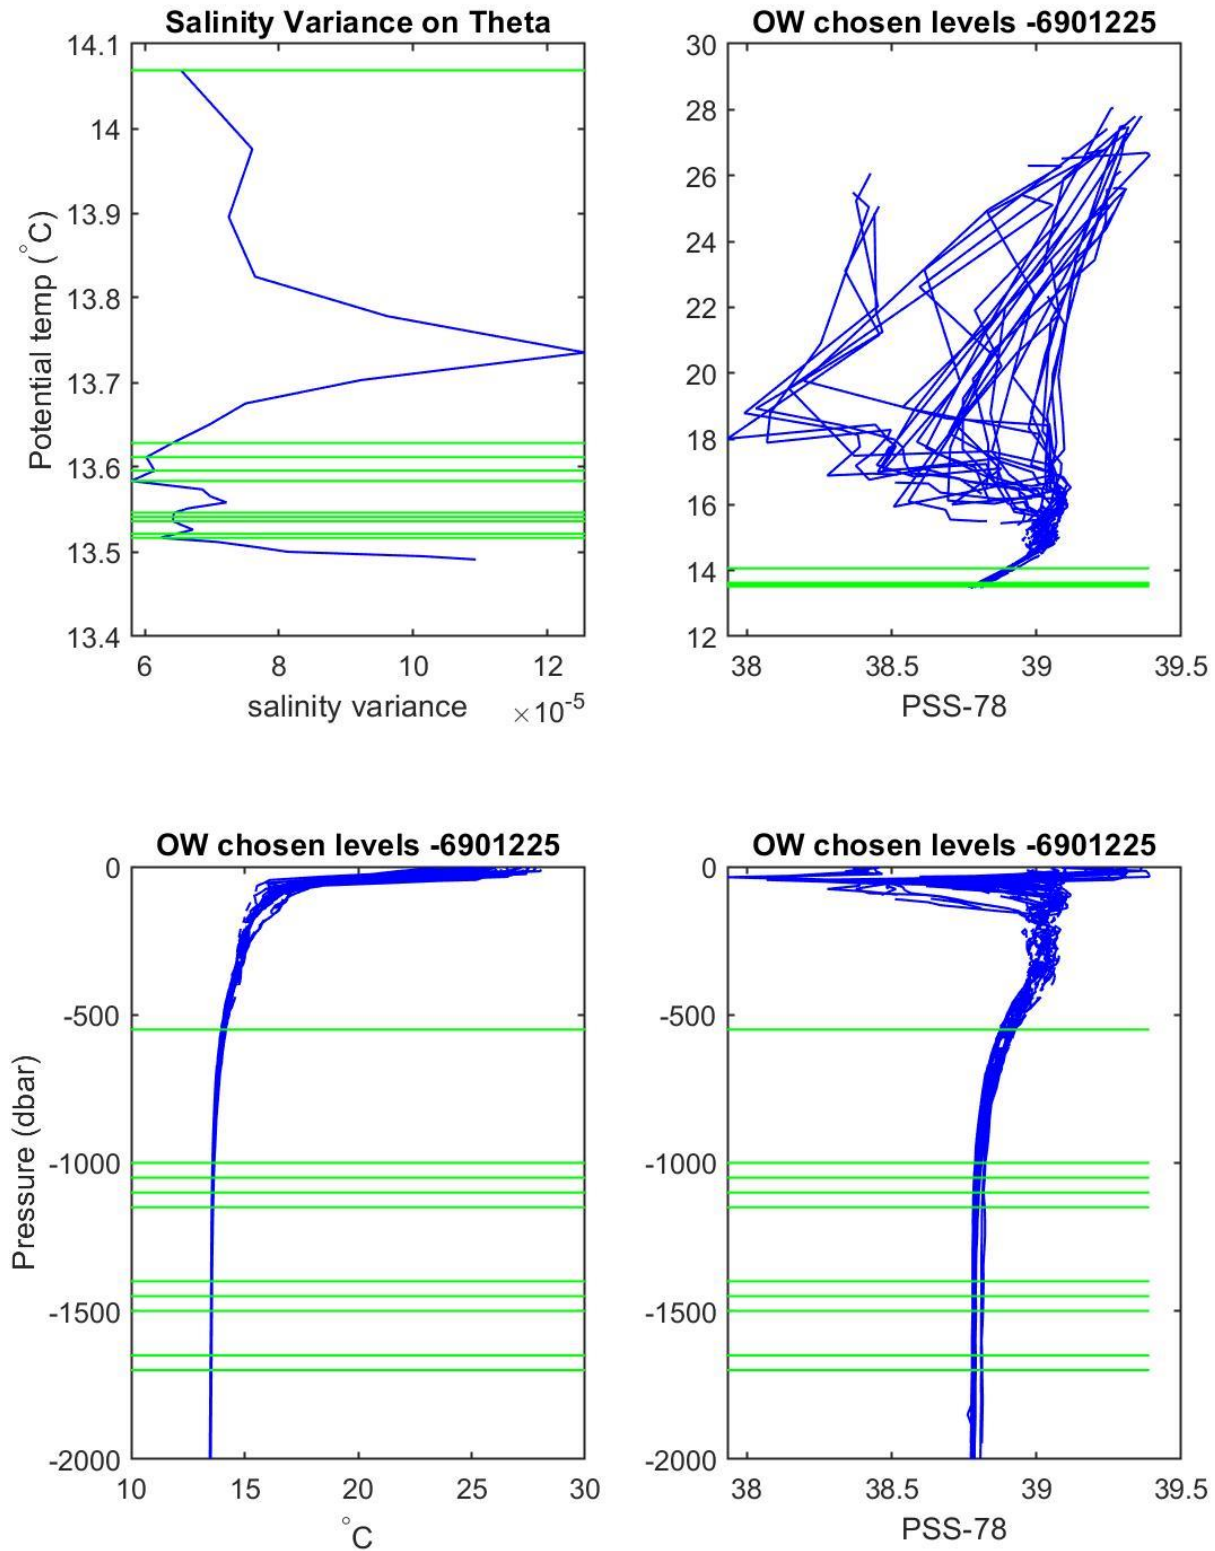 Salinity Variance on Theta
14.1
14
13.9
13.8
13.7
13.6
13.5
13.4
Potential temp (°C)
6 8 10 12
salinity variance ×10-5
OW chosen levels -6901225
30
28
26
24
22
20
18
16
14
12
38 38.5 39 39.5
PSS-78
OW chosen levels -6901225
0
-500
-1000
-1500
-2000
Pressure (dbar)
10 15 20 25 30
°C
OW chosen levels -6901225
0
-500
-1000
-1500
-2000
38 38.5 39 39.5
PSS-78